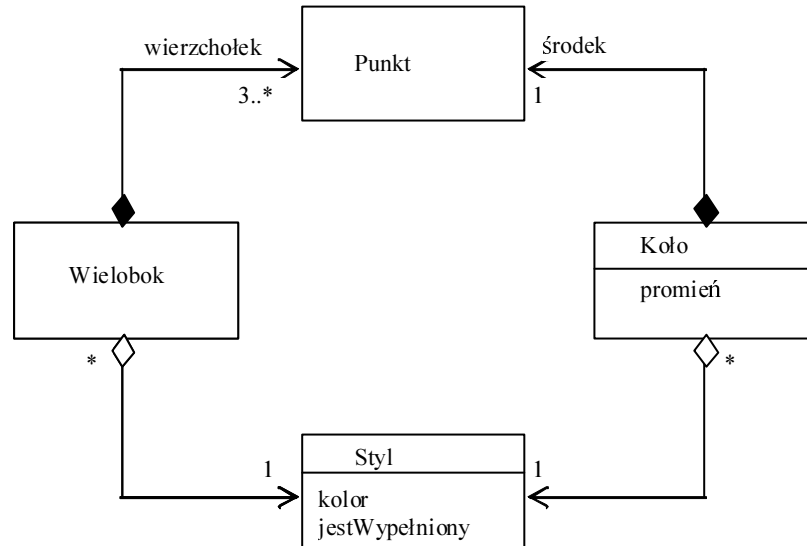 wierzchołek
Punkt
środek
3..*
1
Wielobok
Koło
promień
*
*
1
Styl
1
kolor
jestWypełniony